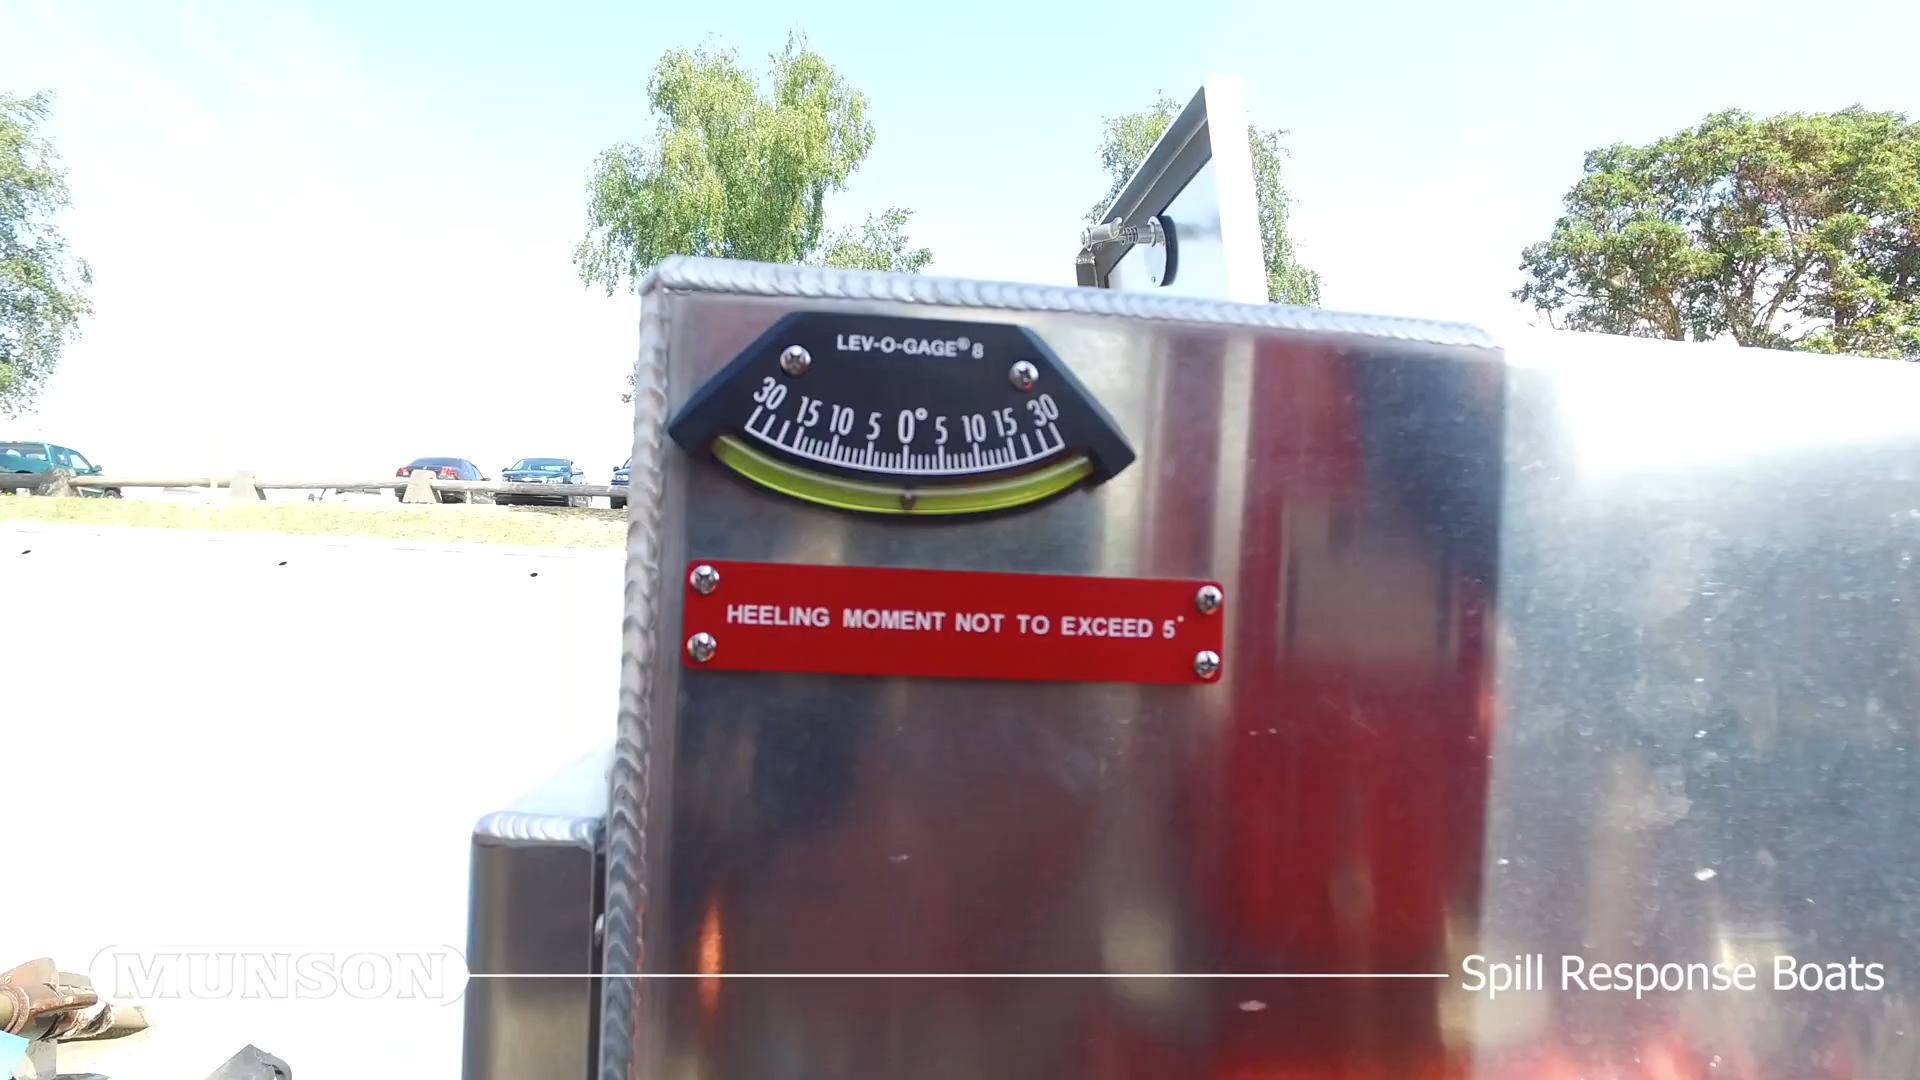 LEV-O-GAGE® 8
30 15 10 5 0° 5 10 15 30
HEELING MOMENT NOT TO EXCEED 5°
MUNSON
Spill Response Boats